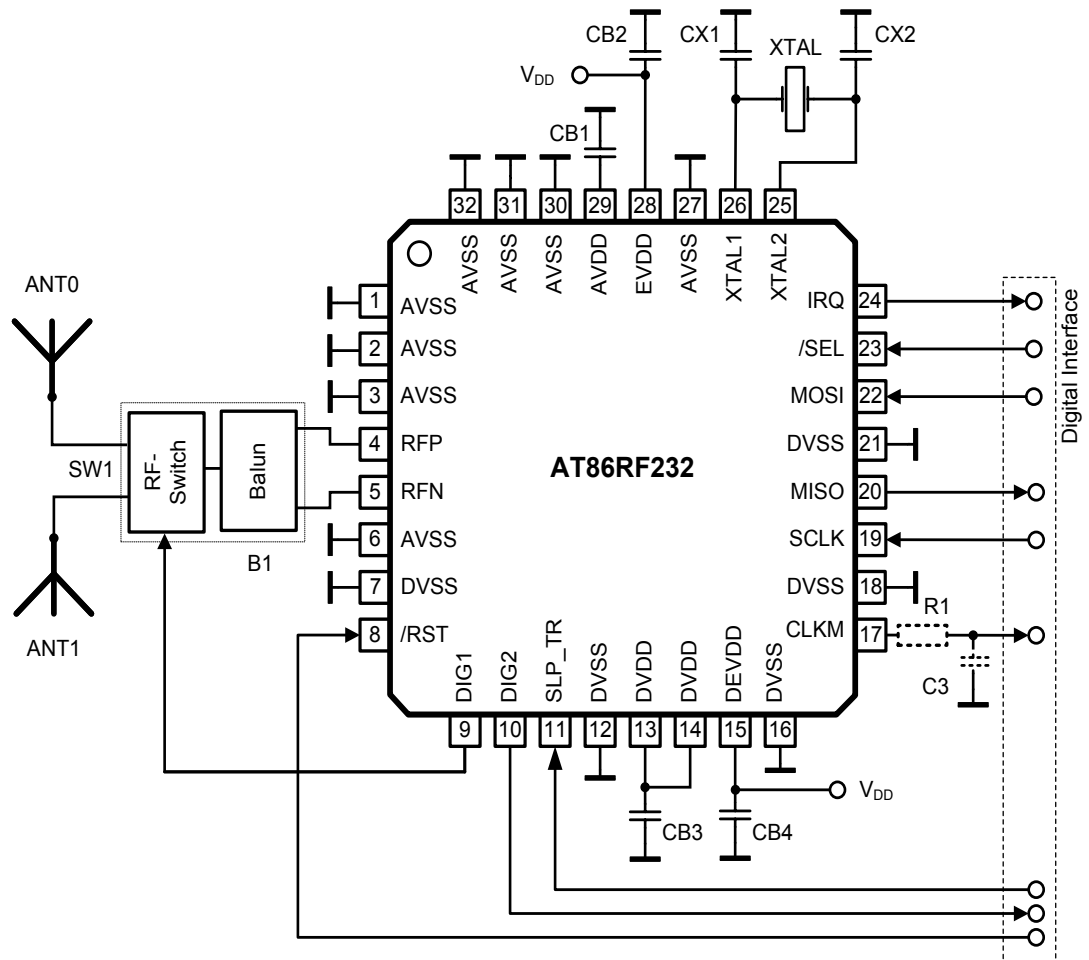 CB2
CX1
XTAL
CX2
VDD
CB1
32 31 30 29 28 27 26 25
AVSS AVSS AVSS AVDD EVDD AVSS XTAL1 XTAL2
ANT0
1 AVSS
2 AVSS
3 AVSS
4 RFP
5 RFN
6 AVSS
7 DVSS
8 /RST
SW1
RF-
Switch
Balun
B1
ANT1
AT86RF232
IRQ 24
/SEL 23
MOSI 22
DVSS 21
MISO 20
SCLK 19
DVSS 18
CLKM 17
R1
C3
Digital Interface
DIG1 DIG2 SLP_TR DVSS DVDD DVDD DEVDD DVSS
9 10 11 12 13 14 15 16
VDD
CB3
CB4